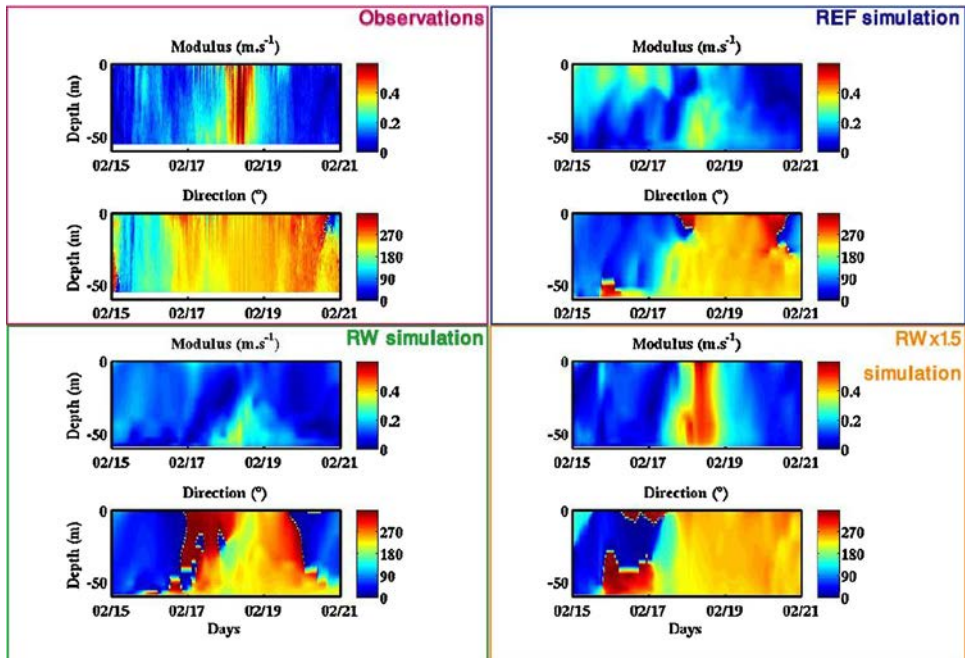 Observations
Modulus (m.s⁻¹)
Depth (m)
0
-50
02/15 02/17 02/19 02/21
0.4
0.2
0
Direction (º)
Depth (m)
0
-50
02/15 02/17 02/19 02/21
270
180
90
0
REF simulation
Modulus (m.s⁻¹)
0
-50
02/15 02/17 02/19 02/21
0.4
0.2
0
Direction (º)
0
-50
02/15 02/17 02/19 02/21
270
180
90
0
RW simulation
Modulus (m.s⁻¹)
Depth (m)
0
-50
02/15 02/17 02/19 02/21
0.4
0.2
0
Direction (º)
Depth (m)
0
-50
02/15 02/17 02/19 02/21
Days
270
180
90
0
RWx1.5
simulation
Modulus (m.s⁻¹)
0
-50
02/15 02/17 02/19 02/21
0.4
0.2
0
Direction (º)
0
-50
02/15 02/17 02/19 02/21
Days
270
180
90
0